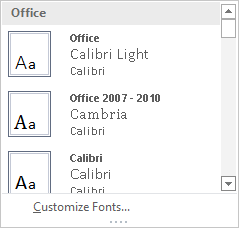 Office
Aa
Office
Calibri Light
Calibri
Aa
Office 2007 - 2010
Cambria
Calibri
Aa
Calibri
Calibri
Calibri
Customize Fonts...